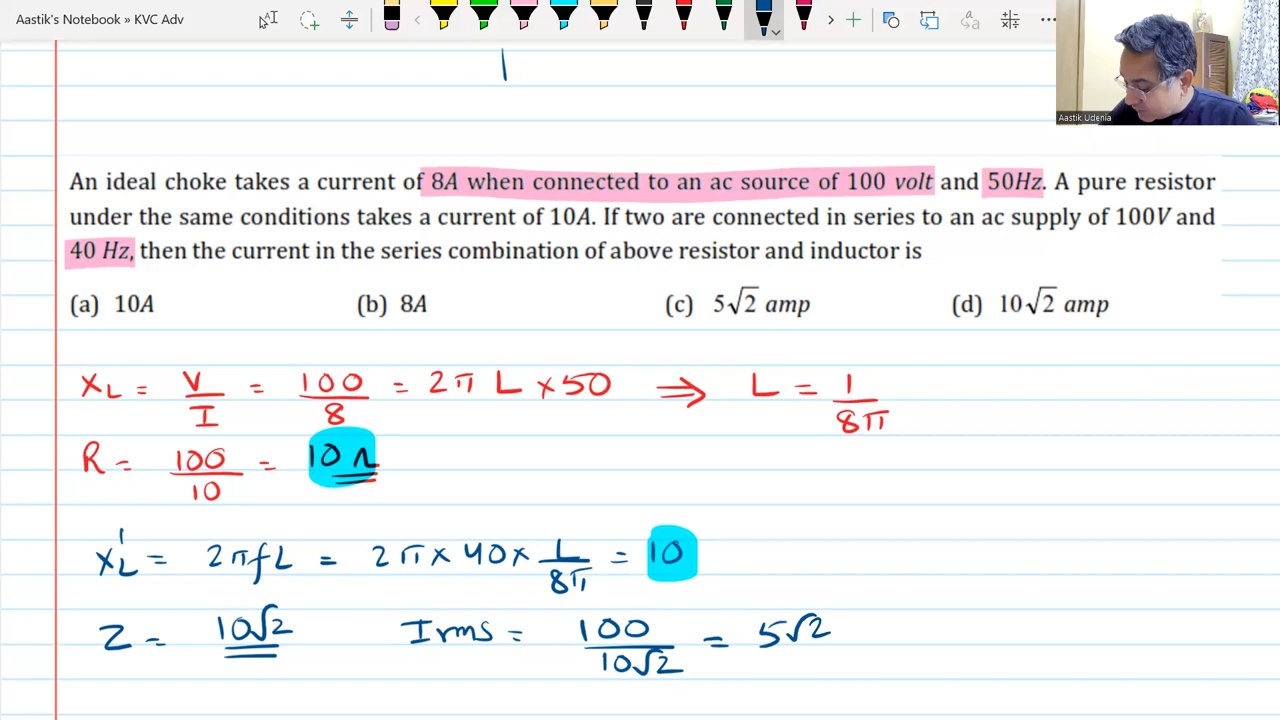 Aastik's Notebook » KVC Adv
Aastik Udenia
An ideal choke takes a current of 8A when connected to an ac source of 100 volt and 50Hz. A pure resistor
under the same conditions takes a current of 10A. If two are connected in series to an ac supply of 100V and
40 Hz, then the current in the series combination of above resistor and inductor is
(a) 10A (b) 8A (c) 5√2 amp (d) 10√2 amp
X_L = V/I = 100/8 = 2π L × 50 ⇒ L = 1/8π
R = 100/10 = 10 Ω
X_L' = 2πfL = 2π × 40 × L/8π = 10
Z = 10√2 Irms = 100/10√2 = 5√2